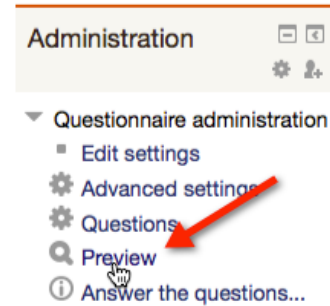 Administration
Questionnaire administration
Edit settings
Advanced settings
Questions
Preview
Answer the questions...